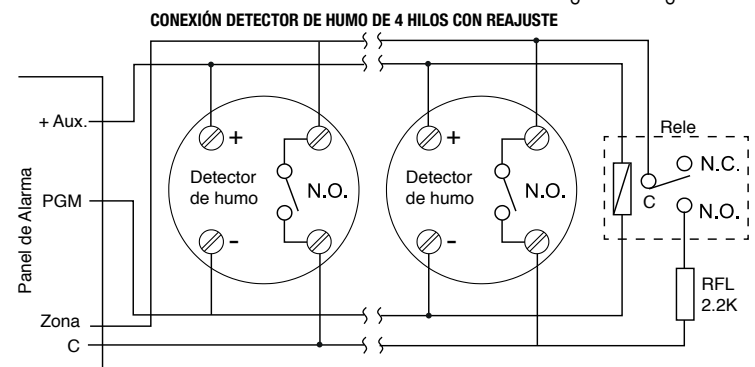 CONEXIÓN DETECTOR DE HUMO DE 4 HILOS CON REAJUSTE
+ Aux.
PGM
Zona
C
Panel de Alarma
+
Detector
de humo
N.O.
-
+
Detector
de humo
N.O.
-
Rele
N.C.
C
N.O.
RFL
2.2K